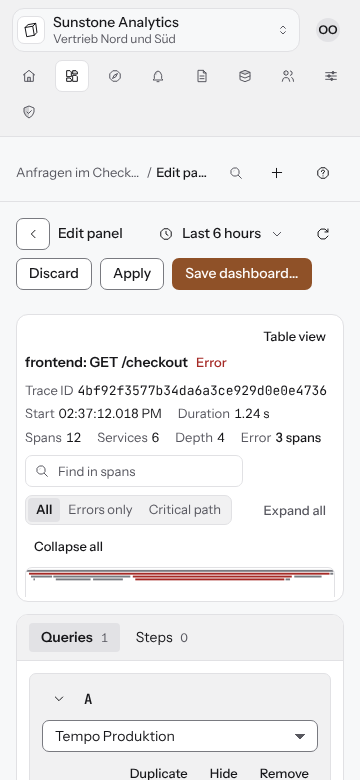 Sunstone Analytics
Vertrieb Nord und Süd
OO
Anfragen im Check... / Edit pa...
Edit panel
Last 6 hours
Discard
Apply
Save dashboard...
Table view
frontend: GET /checkout Error
Trace ID 4bf92f3577b34da6a3ce929d0e0e4736
Start 02:37:12.018 PM Duration 1.24 s
Spans 12 Services 6 Depth 4 Error 3 spans
Find in spans
All Errors only Critical path Expand all
Collapse all
Queries 1 Steps 0
A
Tempo Produktion
Duplicate Hide Remove